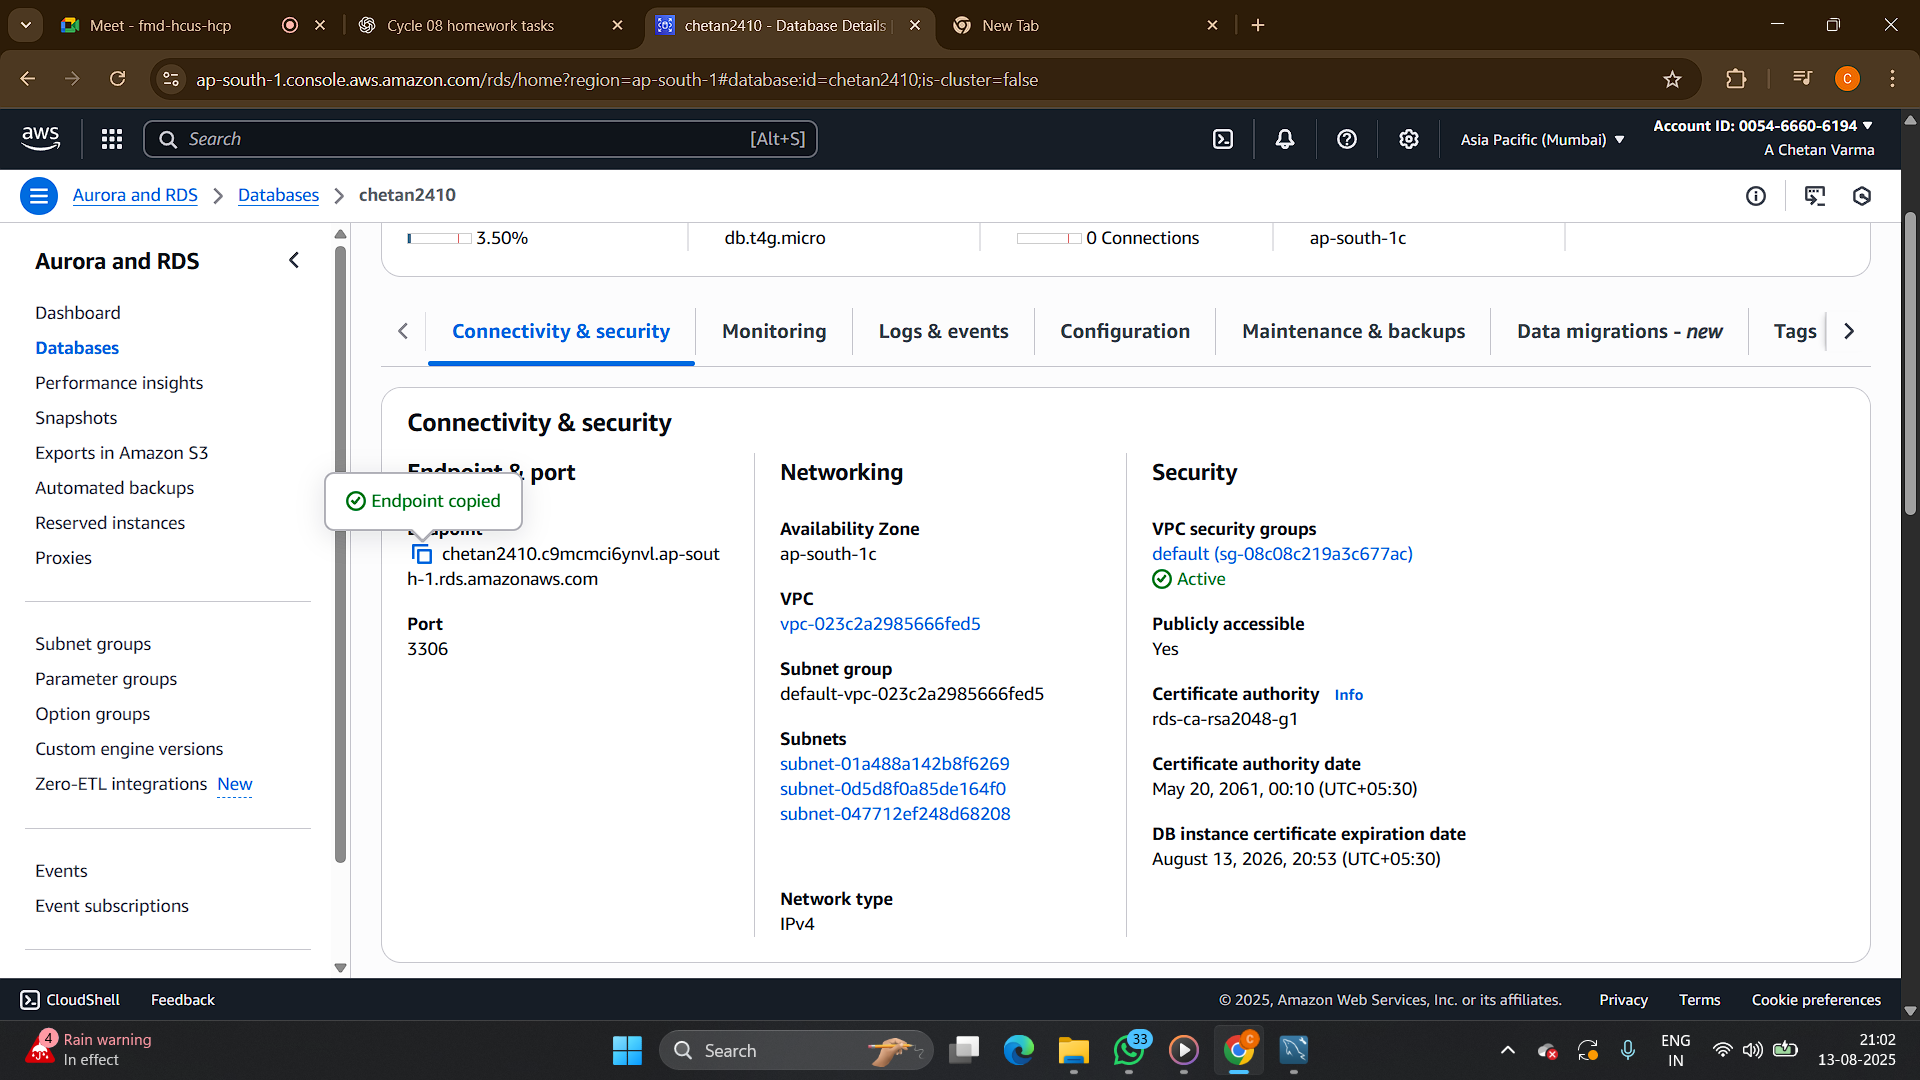 Meet - fmd-hcus-hcp
Cycle 08 homework tasks
chetan2410 - Database Details
New Tab
ap-south-1.console.aws.amazon.com/rds/home?region=ap-south-1#database:id=chetan2410;is-cluster=false
C
aws
Search
[Alt+S]
Asia Pacific (Mumbai)
Account ID: 0054-6660-6194
A Chetan Varma
Aurora and RDS
Databases
chetan2410
Aurora and RDS
Dashboard
Databases
Performance insights
Snapshots
Exports in Amazon S3
Automated backups
Reserved instances
Proxies
Subnet groups
Parameter groups
Option groups
Custom engine versions
Zero-ETL integrations New
Events
Event subscriptions
3.50%
db.t4g.micro
0 Connections
ap-south-1c
Connectivity & security
Monitoring
Logs & events
Configuration
Maintenance & backups
Data migrations - new
Tags
Connectivity & security
Endpoint & port
Endpoint copied
Endpoint
chetan2410.c9mcmci6ynvl.ap-sout
h-1.rds.amazonaws.com
Port
3306
Networking
Availability Zone
ap-south-1c
VPC
vpc-023c2a2985666fed5
Subnet group
default-vpc-023c2a2985666fed5
Subnets
subnet-01a488a142b8f6269
subnet-0d5d8f0a85de164f0
subnet-047712ef248d68208
Network type
IPv4
Security
VPC security groups
default (sg-08c08c219a3c677ac)
Active
Publicly accessible
Yes
Certificate authority Info
rds-ca-rsa2048-g1
Certificate authority date
May 20, 2061, 00:10 (UTC+05:30)
DB instance certificate expiration date
August 13, 2026, 20:53 (UTC+05:30)
CloudShell
Feedback
© 2025, Amazon Web Services, Inc. or its affiliates.
Privacy
Terms
Cookie preferences
4
Rain warning
In effect
Search
33
C
ENG
IN
21:02
13-08-2025